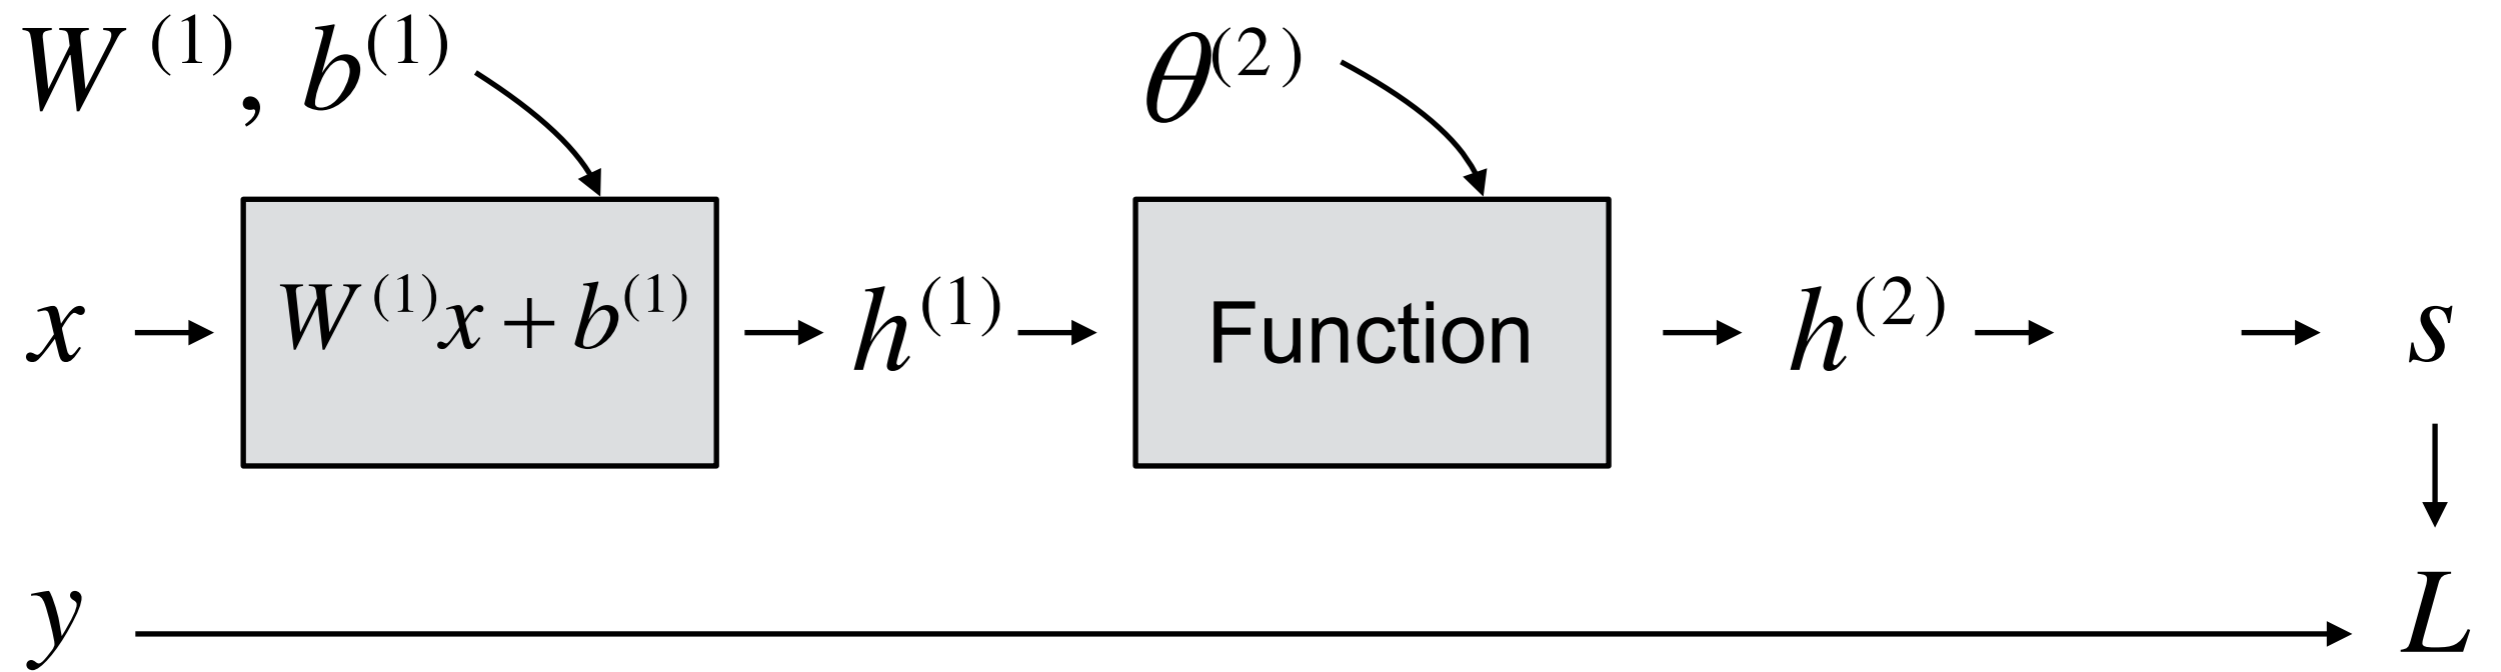 W⁽¹⁾, b⁽¹⁾ θ⁽²⁾
x W⁽¹⁾x + b⁽¹⁾ h⁽¹⁾ Function h⁽²⁾ s
y L